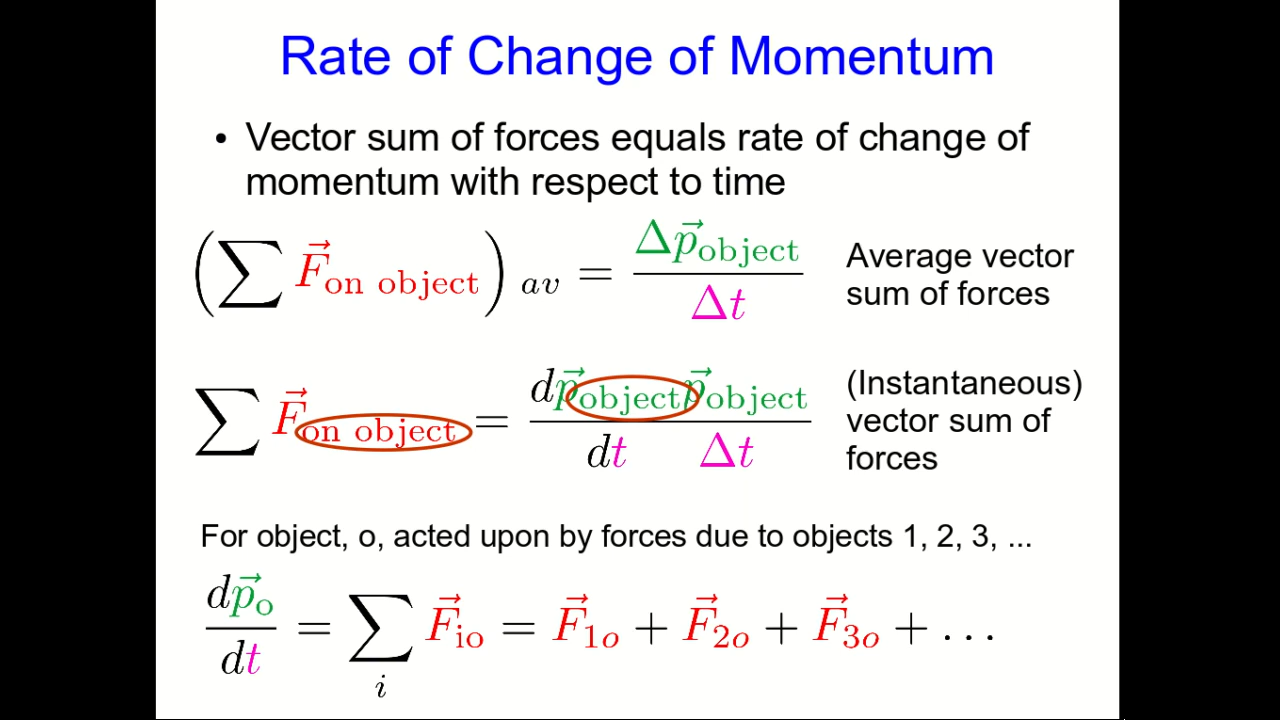 Rate of Change of Momentum
• Vector sum of forces equals rate of change of
momentum with respect to time
(∑ F⃗on object) av = Δp⃗object / Δt
Average vector
sum of forces
∑ F⃗on object = dp⃗object p⃗object / dt Δt
(Instantaneous)
vector sum of
forces
For object, o, acted upon by forces due to objects 1, 2, 3, ...
dp⃗o / dt = ∑i F⃗io = F⃗1o + F⃗2o + F⃗3o + . . .